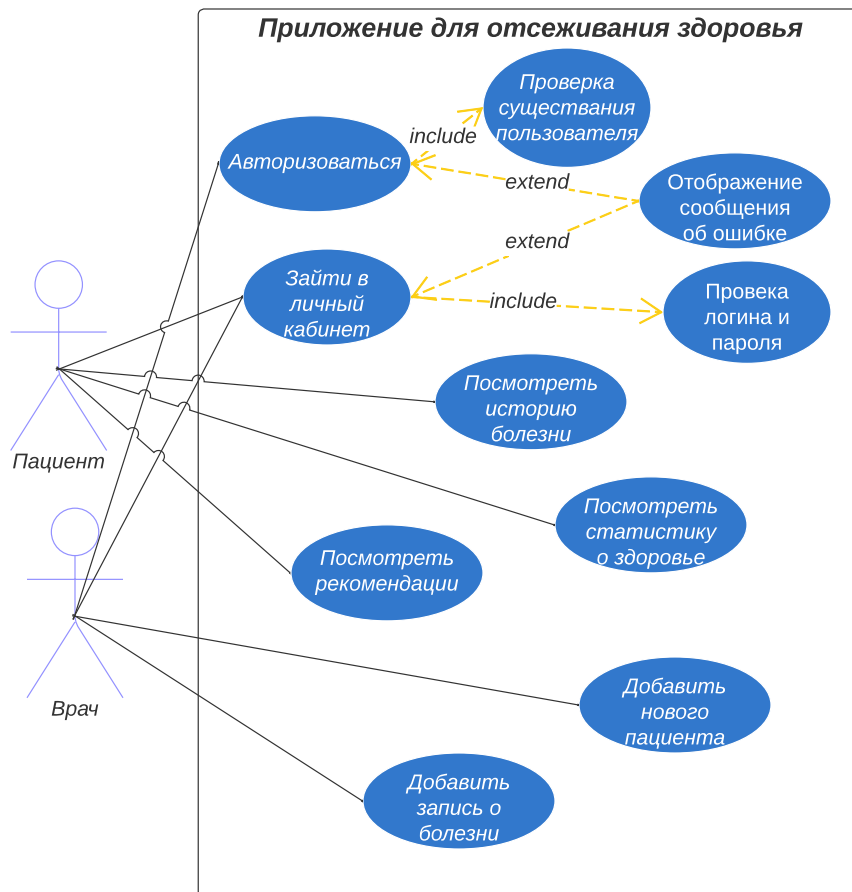 Приложение для отсеживания здоровья
Проверка
существания
пользователя
include
Авторизоваться
extend
Отображение
сообщения
об ошибке
extend
Зайти в
личный
кабинет
include
Провека
логина и
пароля
Посмотреть
историю
болезни
Пациент
Посмотреть
статистику
о здоровье
Посмотреть
рекомендации
Врач
Добавить
нового
пациента
Добавить
запись о
болезни